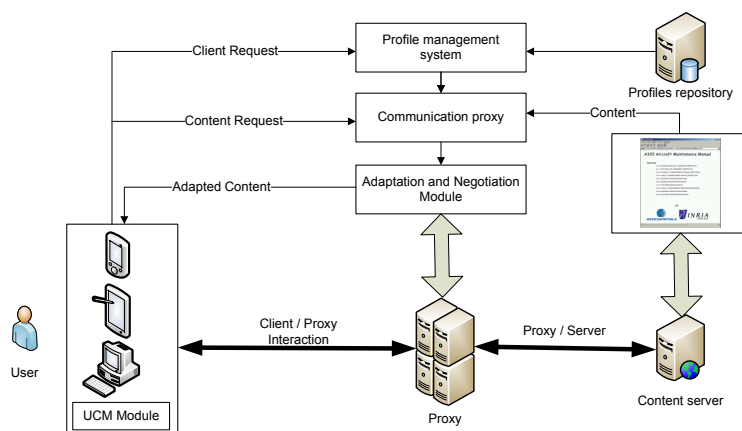 Client Request
Profile management
system
Profiles repository
Content Request
Communication proxy
Content
A320 Aircraft Maintenance Manual
Adapted Content
Adaptation and Negotiation
Module
INRIA
User
Client / Proxy
Interaction
Proxy / Server
UCM Module
Proxy
Content server